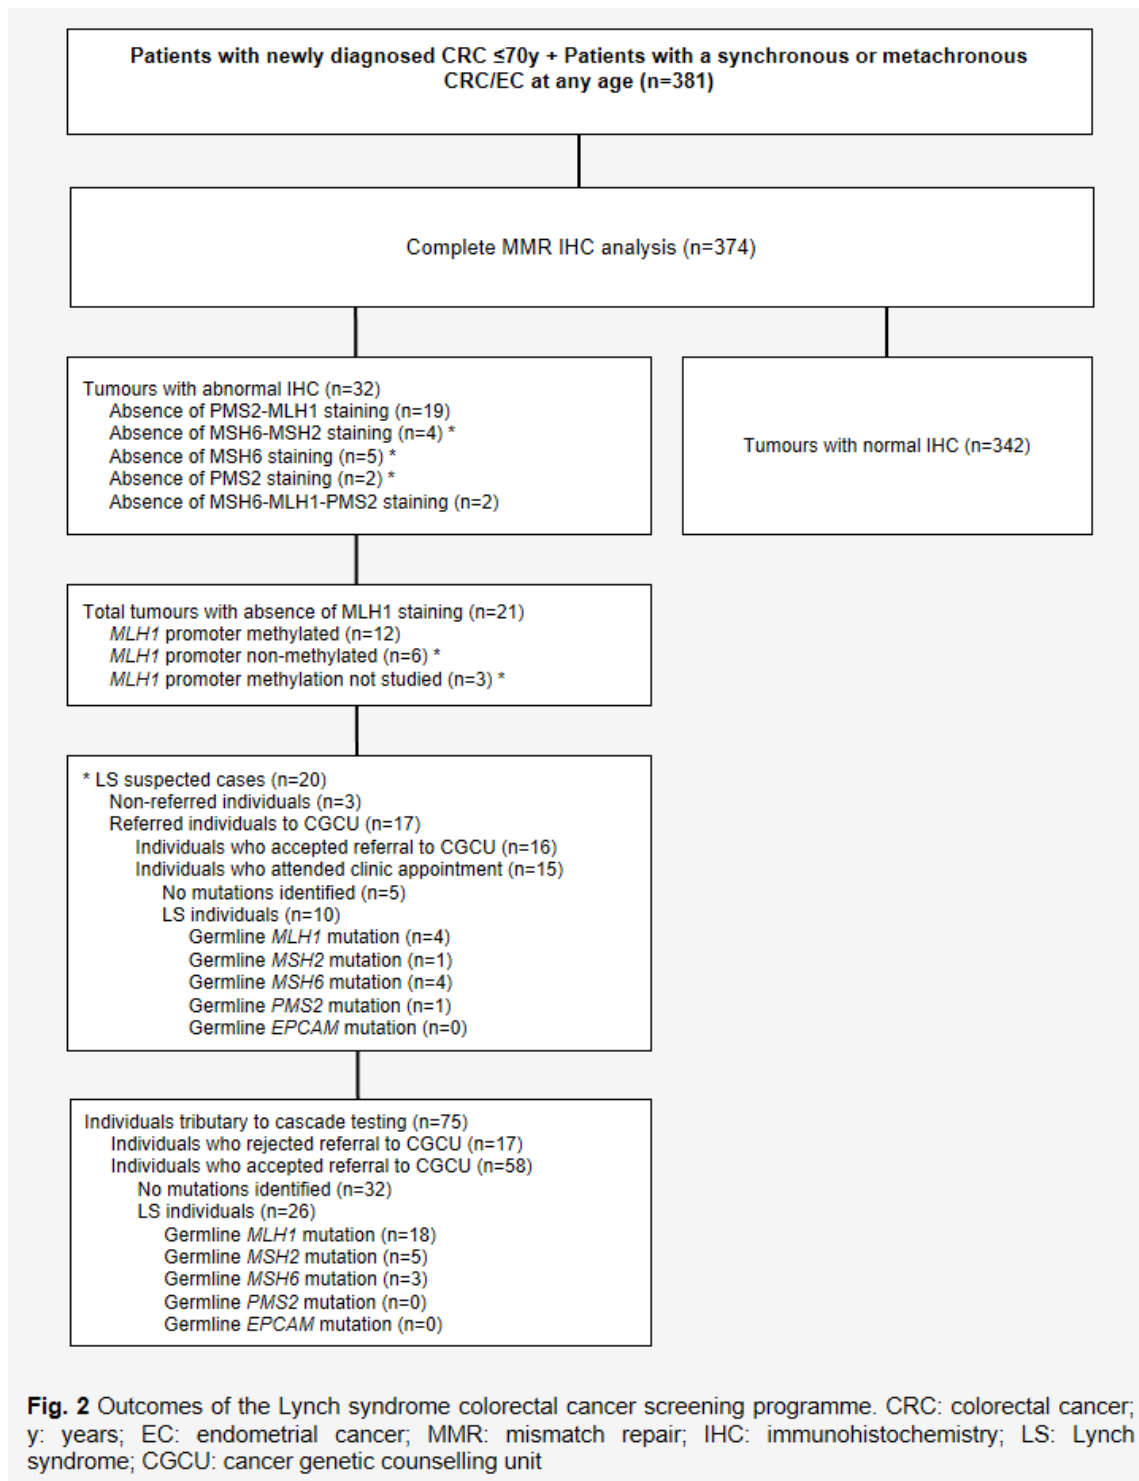 Patients with newly diagnosed CRC ≤70y + Patients with a synchronous or metachronous
CRC/EC at any age (n=381)
Complete MMR IHC analysis (n=374)
Tumours with abnormal IHC (n=32)
Absence of PMS2-MLH1 staining (n=19)
Absence of MSH6-MSH2 staining (n=4) *
Absence of MSH6 staining (n=5) *
Absence of PMS2 staining (n=2) *
Absence of MSH6-MLH1-PMS2 staining (n=2)
Tumours with normal IHC (n=342)
Total tumours with absence of MLH1 staining (n=21)
MLH1 promoter methylated (n=12)
MLH1 promoter non-methylated (n=6) *
MLH1 promoter methylation not studied (n=3) *
* LS suspected cases (n=20)
Non-referred individuals (n=3)
Referred individuals to CGCU (n=17)
Individuals who accepted referral to CGCU (n=16)
Individuals who attended clinic appointment (n=15)
No mutations identified (n=5)
LS individuals (n=10)
Germline MLH1 mutation (n=4)
Germline MSH2 mutation (n=1)
Germline MSH6 mutation (n=4)
Germline PMS2 mutation (n=1)
Germline EPCAM mutation (n=0)
Individuals tributary to cascade testing (n=75)
Individuals who rejected referral to CGCU (n=17)
Individuals who accepted referral to CGCU (n=58)
No mutations identified (n=32)
LS individuals (n=26)
Germline MLH1 mutation (n=18)
Germline MSH2 mutation (n=5)
Germline MSH6 mutation (n=3)
Germline PMS2 mutation (n=0)
Germline EPCAM mutation (n=0)
Fig. 2 Outcomes of the Lynch syndrome colorectal cancer screening programme. CRC: colorectal cancer;
y: years; EC: endometrial cancer; MMR: mismatch repair; IHC: immunohistochemistry; LS: Lynch
syndrome; CGCU: cancer genetic counselling unit